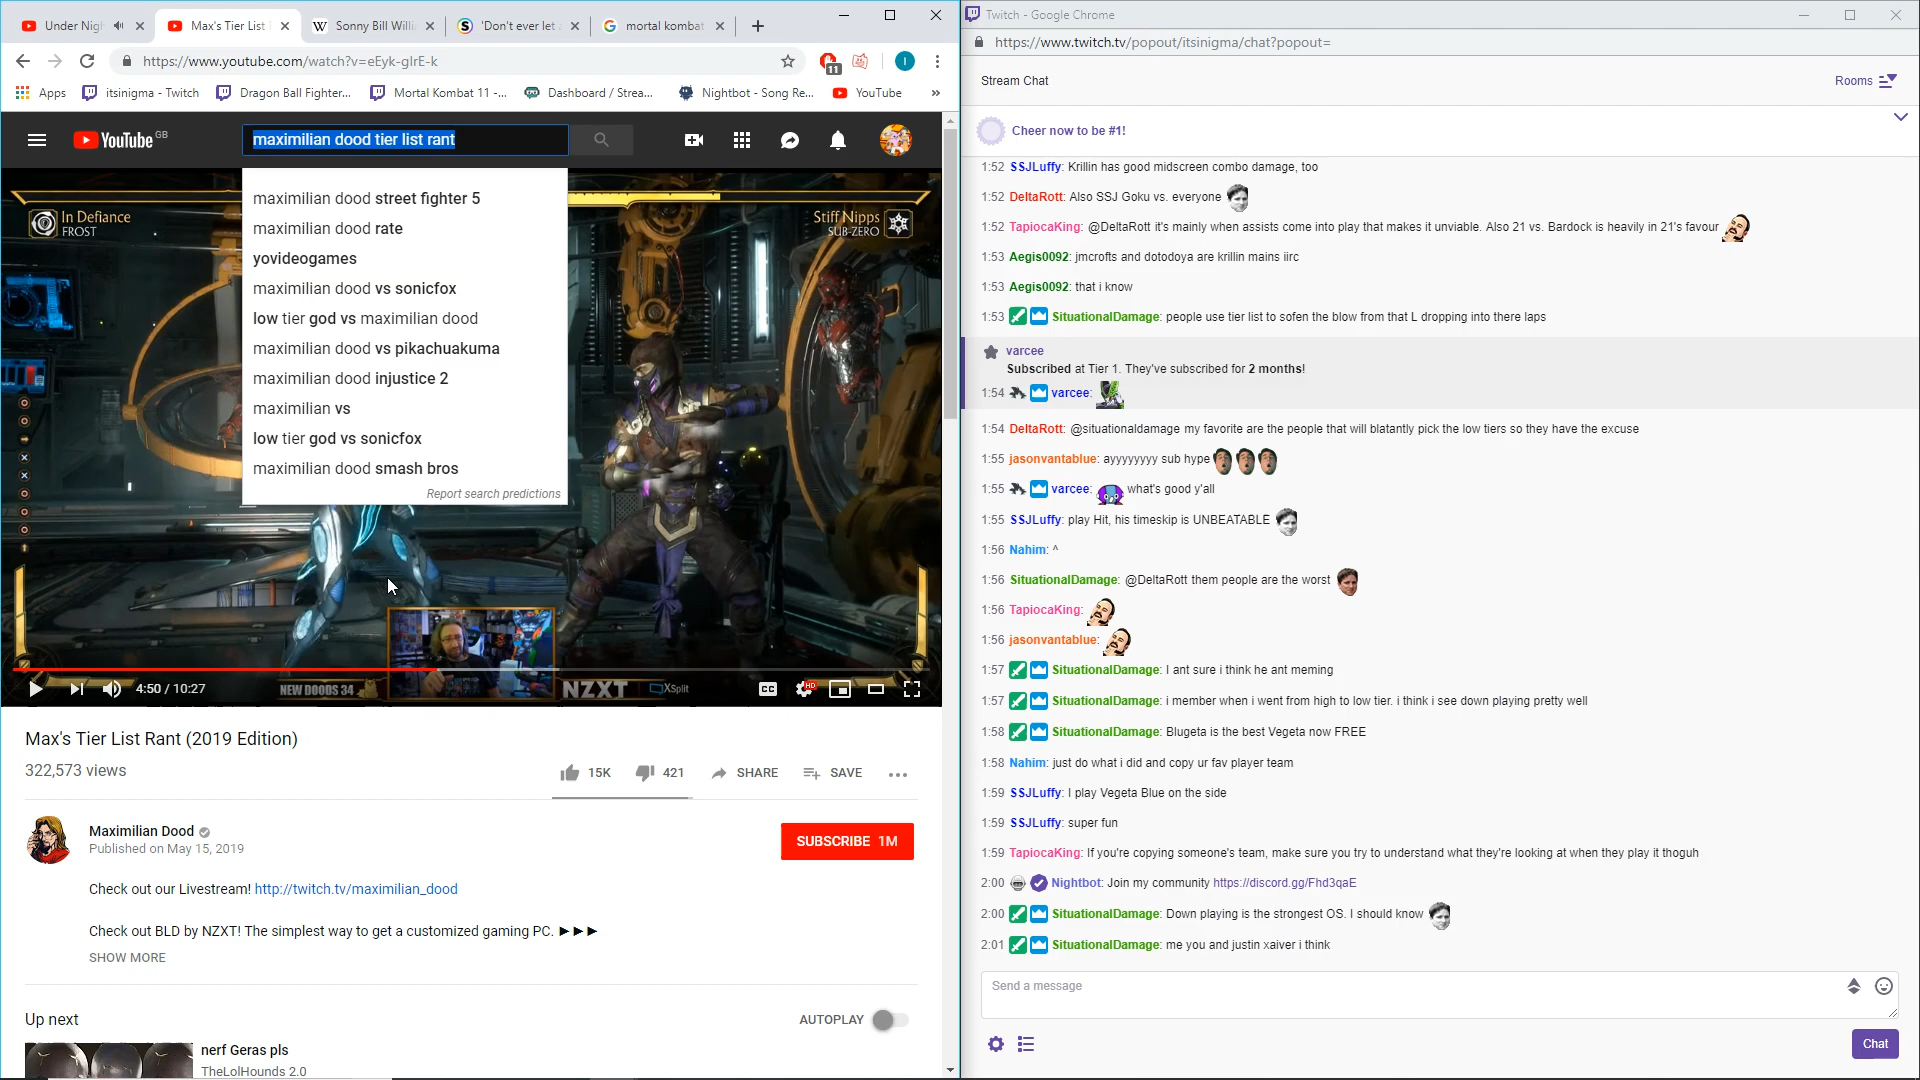 Under Nigh
Max's Tier List R
Sonny Bill Willi
'Don't ever let
mortal kombat
https://www.youtube.com/watch?v=eEyk-gIrE-k
11
I
Apps
itsinigma - Twitch
Dragon Ball Fighter...
Mortal Kombat 11 -...
Dashboard / Strea...
Nightbot - Song Re...
YouTube
»
YouTube GB
maximilian dood tier list rant
maximilian dood street fighter 5
maximilian dood rate
yovideogames
maximilian dood vs sonicfox
low tier god vs maximilian dood
maximilian dood vs pikachuakuma
maximilian dood injustice 2
maximilian vs
low tier god vs sonicfox
maximilian dood smash bros
Report search predictions
In Defiance
FROST
Stiff Nipps
SUB-ZERO
4:50 / 10:27
NEW DOODS 34
NZXT
XSplit
CC
HD
Max's Tier List Rant (2019 Edition)
322,573 views
15K
421
SHARE
SAVE
Maximilian Dood
Published on May 15, 2019
SUBSCRIBE 1M
Check out our Livestream! http://twitch.tv/maximilian_dood
Check out BLD by NZXT! The simplest way to get a customized gaming PC. ►►►
SHOW MORE
Up next
AUTOPLAY
nerf Geras pls
TheLolHounds 2.0
Twitch - Google Chrome
https://www.twitch.tv/popout/itsinigma/chat?popout=
Stream Chat
Rooms
Cheer now to be #1!
1:52 SSJLuffy: Krillin has good midscreen combo damage, too
1:52 DeltaRott: Also SSJ Goku vs. everyone
1:52 TapiocaKing: @DeltaRott it's mainly when assists come into play that makes it unviable. Also 21 vs. Bardock is heavily in 21's favour
1:53 Aegis0092: jmcrofts and dotodoya are krillin mains iirc
1:53 Aegis0092: that i know
1:53 SituationalDamage: people use tier list to sofen the blow from that L dropping into there laps
varcee
Subscribed at Tier 1. They've subscribed for 2 months!
1:54 varcee:
1:54 DeltaRott: @situationaldamage my favorite are the people that will blatantly pick the low tiers so they have the excuse
1:55 jasonvantablue: ayyyyyyyy sub hype
1:55 varcee: what's good y'all
1:55 SSJLuffy: play Hit, his timeskip is UNBEATABLE
1:56 Nahim: ^
1:56 SituationalDamage: @DeltaRott them people are the worst
1:56 TapiocaKing:
1:56 jasonvantablue:
1:57 SituationalDamage: I ant sure i think he ant meming
1:57 SituationalDamage: i member when i went from high to low tier. i think i see down playing pretty well
1:58 SituationalDamage: Blugeta is the best Vegeta now FREE
1:58 Nahim: just do what i did and copy ur fav player team
1:59 SSJLuffy: I play Vegeta Blue on the side
1:59 SSJLuffy: super fun
1:59 TapiocaKing: If you're copying someone's team, make sure you try to understand what they're looking at when they play it thoguh
2:00 Nightbot: Join my community https://discord.gg/Fhd3qaE
2:00 SituationalDamage: Down playing is the strongest OS. I should know
2:01 SituationalDamage: me you and justin xaiver i think
Send a message
Chat